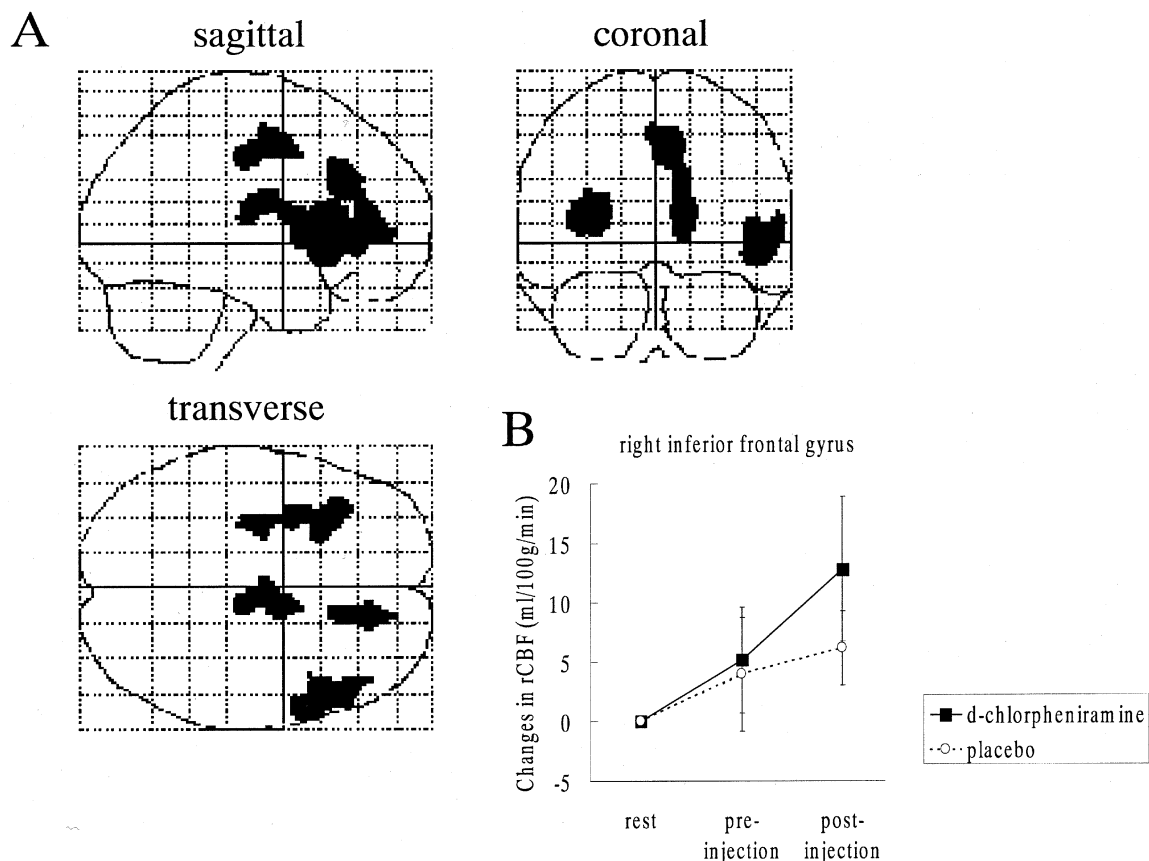 A
sagittal
coronal
transverse
B
right inferior frontal gyrus
Changes in rCBF (ml/100g/min)
20
15
10
5
0
-5
rest
pre-
injection
post-
injection
d-chlorpheniramine
placebo